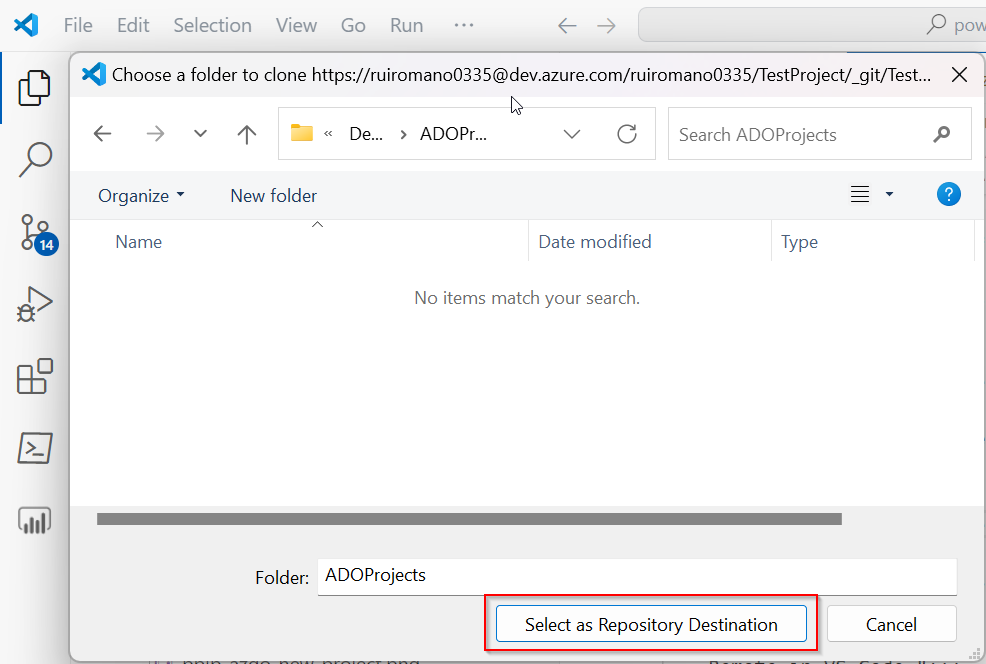 File Edit Selection View Go Run ···
pow
Choose a folder to clone https://ruiromano0335@dev.azure.com/ruiromano0335/TestProject/_git/Test...
« De... > ADOPr...
Search ADOProjects
Organize
New folder
?
Name
Date modified
Type
14
No items match your search.
Folder:
ADOProjects
Select as Repository Destination
Cancel